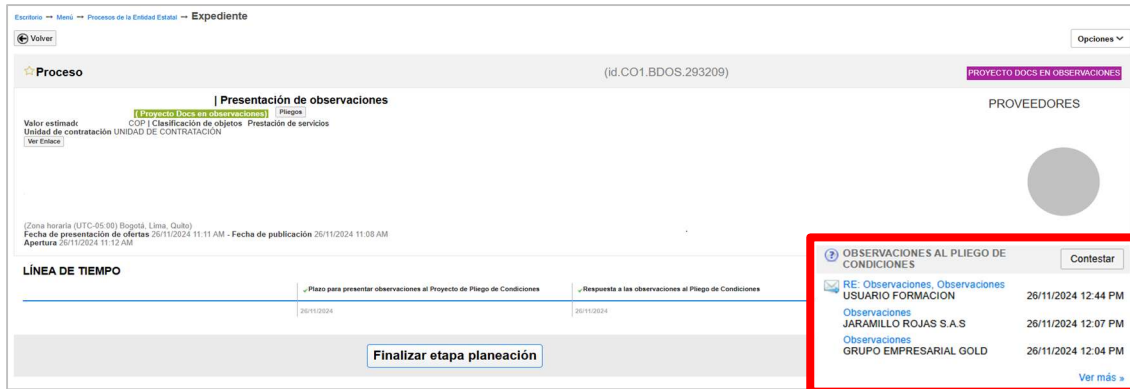 Escritorio → Menú → Procesos de la Entidad Estatal → Expediente
Volver
Opciones
Proceso (id.CO1.BDOS.293209) PROYECTO DOCS EN OBSERVACIONES
| Presentación de observaciones
( Proyecto Docs en observaciones) Pliegos
Valor estimado COP | Clasificación de objetos Prestación de servicios
Unidad de contratación UNIDAD DE CONTRATACIÓN
Ver Enlace
PROVEEDORES
(Zona horaria (UTC-05:00) Bogotá, Lima, Quito)
Fecha de presentación de ofertas 26/11/2024 11:11 AM - Fecha de publicación 26/11/2024 11:08 AM
Apertura 26/11/2024 11:12 AM
LÍNEA DE TIEMPO
Plazo para presentar observaciones al Proyecto de Pliego de Condiciones
26/11/2024
Respuesta a las observaciones al Pliego de Condiciones
26/11/2024
Finalizar etapa planeación
OBSERVACIONES AL PLIEGO DE
CONDICIONES
Contestar
RE: Observaciones, Observaciones
USUARIO FORMACION 26/11/2024 12:44 PM
Observaciones
JARAMILLO ROJAS S.A.S 26/11/2024 12:07 PM
Observaciones
GRUPO EMPRESARIAL GOLD 26/11/2024 12:04 PM
Ver más »